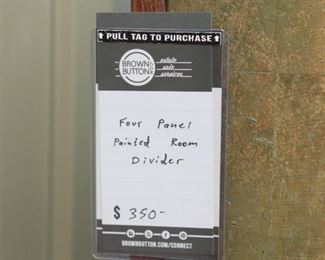 PULL TAG TO PURCHASE
BROWN
BUTTON
estate
sale
services
Four Panel
Painted Room
Divider
$ 350-
BROWNBUTTON.COM/CONNECT